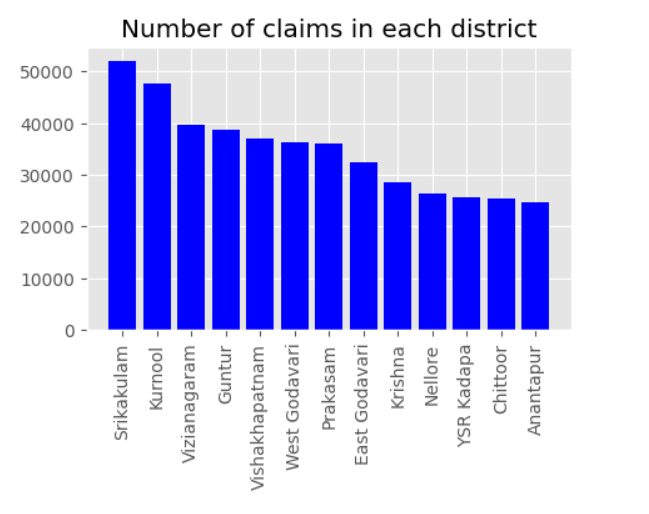 Number of claims in each district
50000
40000
30000
20000
10000
0
Srikakulam
Kurnool
Vizianagaram
Guntur
Vishakhapatnam
West Godavari
Prakasam
East Godavari
Krishna
Nellore
YSR Kadapa
Chittoor
Anantapur